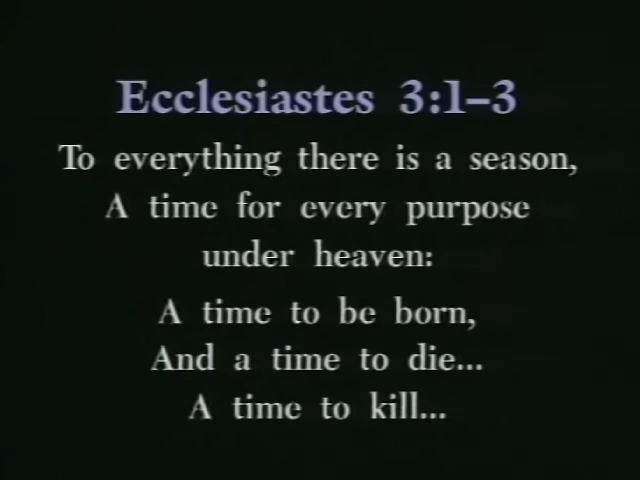 Ecclesiastes 3:1–3
To everything there is a season,
A time for every purpose
under heaven:
A time to be born,
And a time to die...
A time to kill...